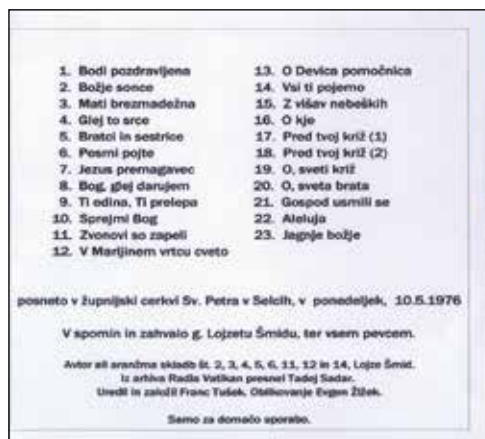 1. Bodi pozdravljena
2. Božje sonce
3. Mati brezmadežna
4. Glej to srce
5. Bratci in sestrice
6. Pesmi pojte
7. Jezus premagavec
8. Bog, glej darujem
9. Ti edina, Ti prelepa
10. Sprejmi Bog
11. Zvonovi so zapeli
12. V Marijinem vrtcu cveto
13. O Devica pomočnica
14. Vsi ti pojemo
15. Z višav nebeških
16. O kje
17. Pred tvoj križ (1)
18. Pred tvoj križ (2)
19. O, sveti križ
20. O, sveta brata
21. Gospod usmili se
22. Aleluja
23. Jagnje božje
posneto v župnijski cerkvi Sv. Petra v Selcih, v ponedeljek, 10.5.1976
V spomin in zahvalo g. Lojzetu Šmidu, ter vsem pevcem.
Avtor ali aranžma skladb št. 2, 3, 4, 5, 6, 11, 12 in 14, Lojze Šmid.
Iz arhiva Radia Vatikan presnel Tadej Sadar.
Uredil in založil Franc Tušek, Oblikovanje Evgen Žižek.
Samo za domačo uporabo.